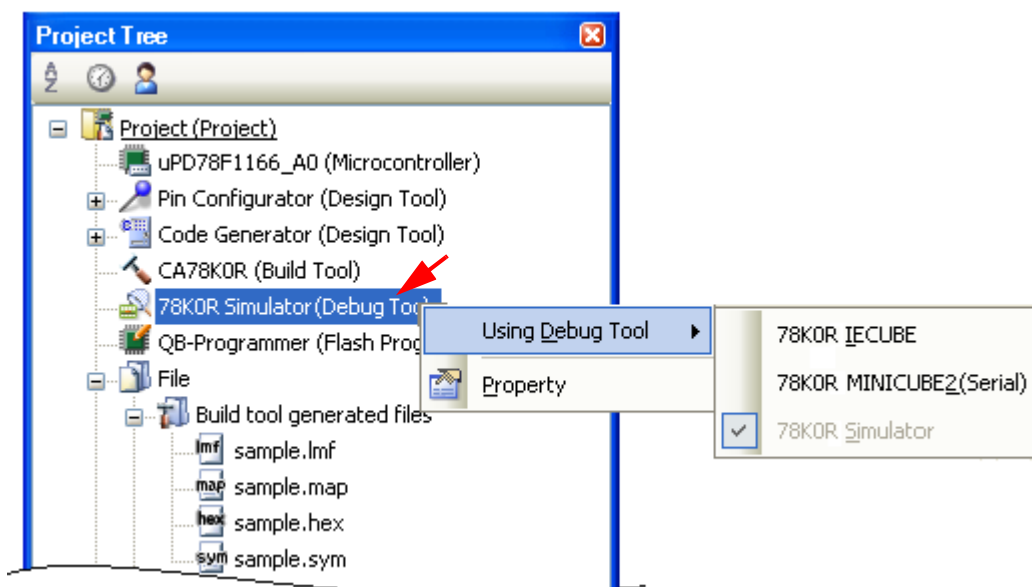 Project Tree
Project (Project)
uPD78F1166_A0 (Microcontroller)
Pin Configurator (Design Tool)
Code Generator (Design Tool)
CA78K0R (Build Tool)
78K0R Simulator (Debug Tool)
Using Debug Tool
78K0R IECUBE
QB-Programmer (Flash Prog
Property
78K0R MINICUBE2(Serial)
78K0R Simulator
File
Build tool generated files
lmf sample.lmf
map sample.map
hex sample.hex
sym sample.sym